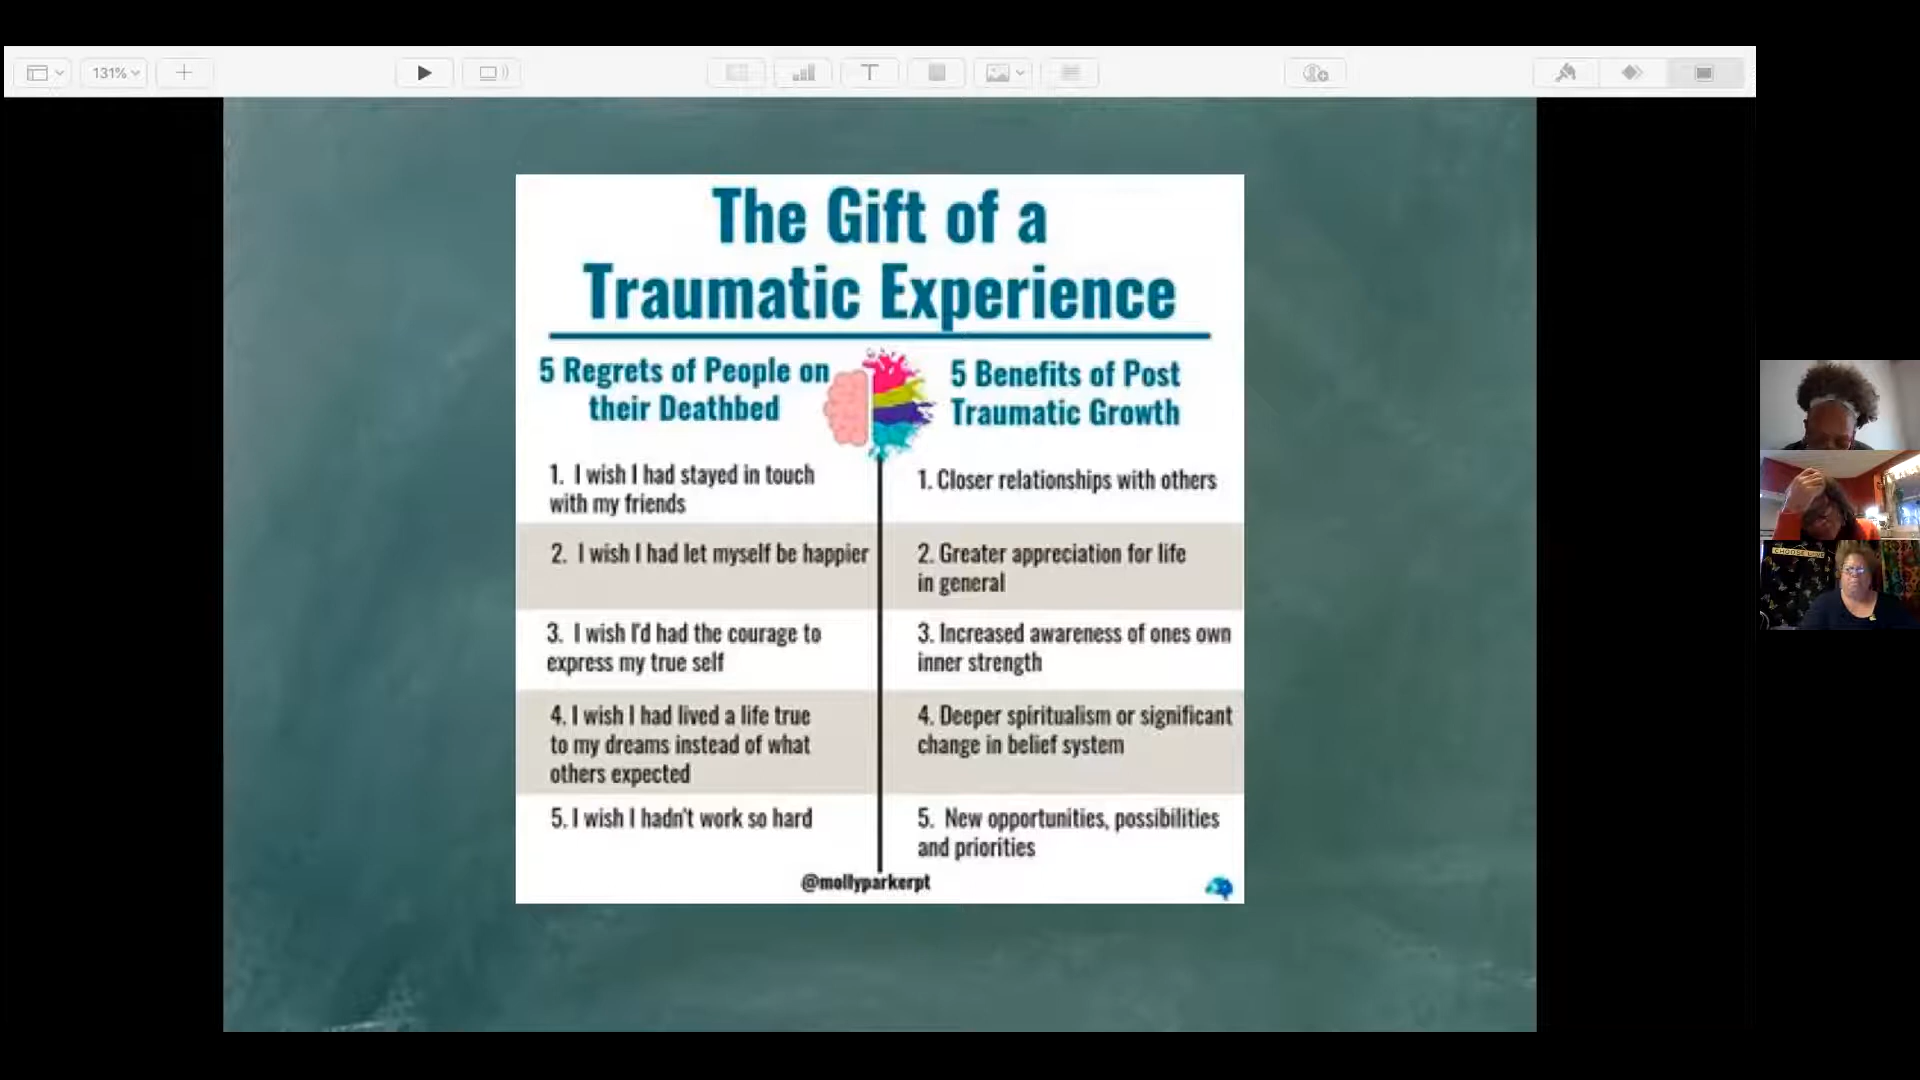 131%
The Gift of a
Traumatic Experience
5 Regrets of People on
their Deathbed
1. I wish I had stayed in touch
with my friends
2. I wish I had let myself be happier
3. I wish I'd had the courage to
express my true self
4. I wish I had lived a life true
to my dreams instead of what
others expected
5. I wish I hadn't work so hard
5 Benefits of Post
Traumatic Growth
1. Closer relationships with others
2. Greater appreciation for life
in general
3. Increased awareness of ones own
inner strength
4. Deeper spiritualism or significant
change in belief system
5. New opportunities, possibilities
and priorities
@mollyparkerpt
CHOOSE LOVE